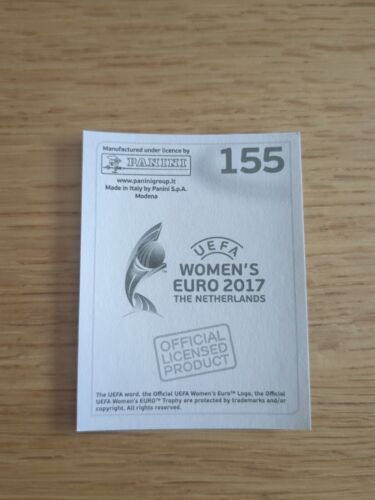 Manufactured under licence by
PANINI
155
www.paninigroup.it
Made in Italy by Panini S.p.A.
Modena
UEFA
WOMEN'S
EURO 2017
THE NETHERLANDS
OFFICIAL
LICENSED
PRODUCT
The UEFA word, the Official UEFA Women's Euro™ Logo, the Official
UEFA Women's EURO™ Trophy are protected by trademarks and/or
copyright. All rights reserved.